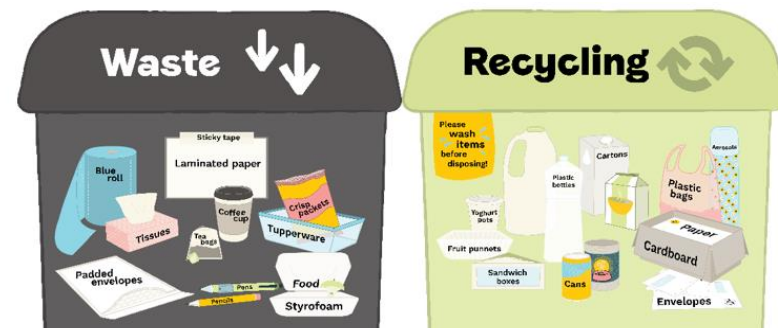 Waste
Sticky tape
Laminated paper
Blue
roll
Tissues
Coffee
cup
Tea
bags
Crisp
packets
Tupperware
Padded
envelopes
Pens
Pencils
Food
Styrofoam
Recycling
Please
wash
items
before
disposing!
Plastic
bottles
Cartons
Aerosols
Plastic
bags
Yoghurt
pots
Fruit punnets
Sandwich
boxes
Cans
Paper
Cardboard
Envelopes